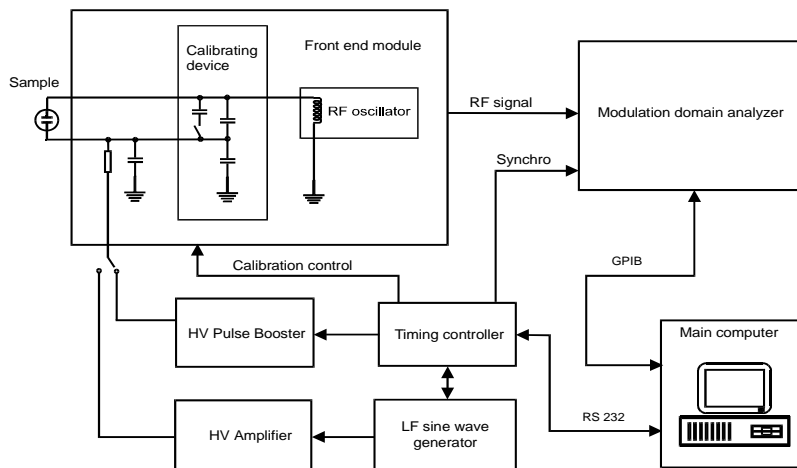 Front end module
Calibrating
device
Sample
RF oscillator
RF signal
Modulation domain analyzer
Synchro
Calibration control
GPIB
HV Pulse Booster
Timing controller
Main computer
RS 232
HV Amplifier
LF sine wave
generator